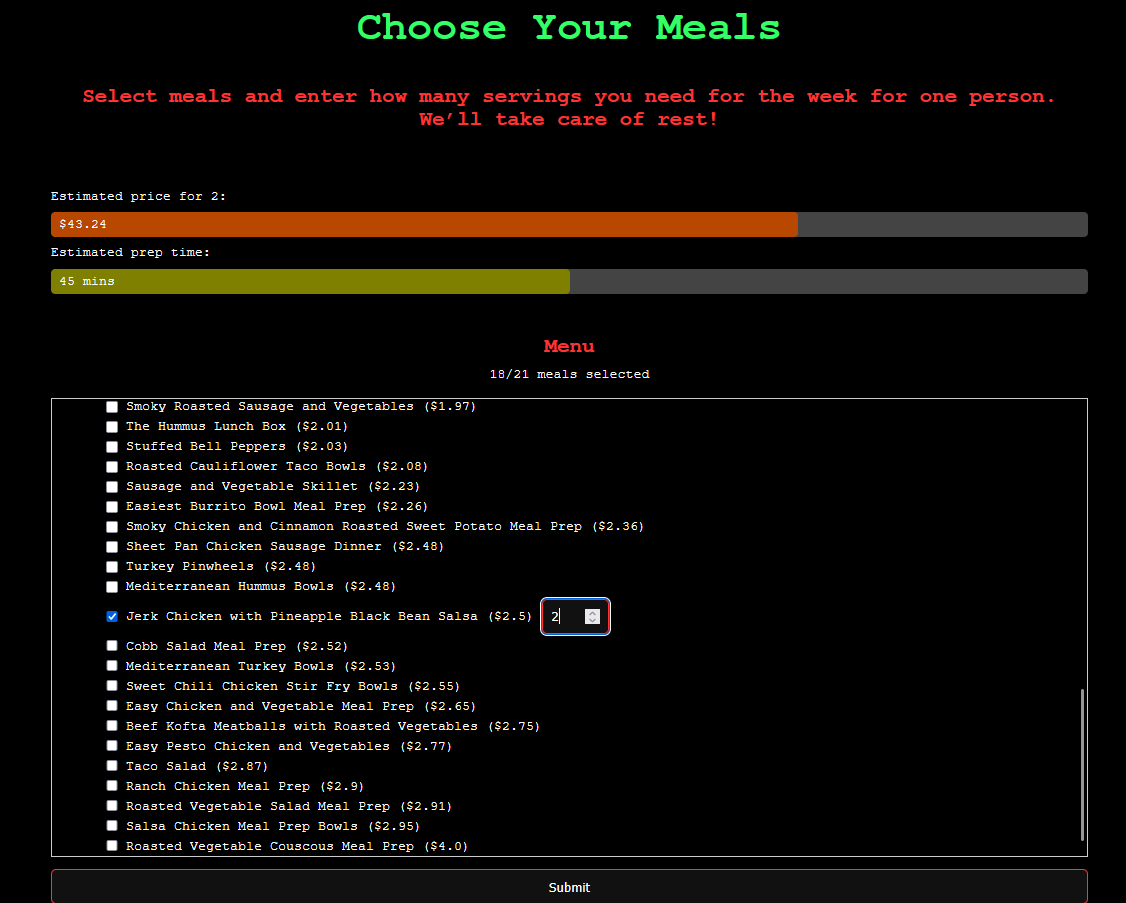 Choose Your Meals
Select meals and enter how many servings you need for the week for one person.
We’ll take care of rest!
Estimated price for 2:
$43.24
Estimated prep time:
45 mins
Menu
18/21 meals selected
Smoky Roasted Sausage and Vegetables ($1.97)
The Hummus Lunch Box ($2.01)
Stuffed Bell Peppers ($2.03)
Roasted Cauliflower Taco Bowls ($2.08)
Sausage and Vegetable Skillet ($2.23)
Easiest Burrito Bowl Meal Prep ($2.26)
Smoky Chicken and Cinnamon Roasted Sweet Potato Meal Prep ($2.36)
Sheet Pan Chicken Sausage Dinner ($2.48)
Turkey Pinwheels ($2.48)
Mediterranean Hummus Bowls ($2.48)
Jerk Chicken with Pineapple Black Bean Salsa ($2.5) 2
Cobb Salad Meal Prep ($2.52)
Mediterranean Turkey Bowls ($2.53)
Sweet Chili Chicken Stir Fry Bowls ($2.55)
Easy Chicken and Vegetable Meal Prep ($2.65)
Beef Kofta Meatballs with Roasted Vegetables ($2.75)
Easy Pesto Chicken and Vegetables ($2.77)
Taco Salad ($2.87)
Ranch Chicken Meal Prep ($2.9)
Roasted Vegetable Salad Meal Prep ($2.91)
Salsa Chicken Meal Prep Bowls ($2.95)
Roasted Vegetable Couscous Meal Prep ($4.0)
Submit